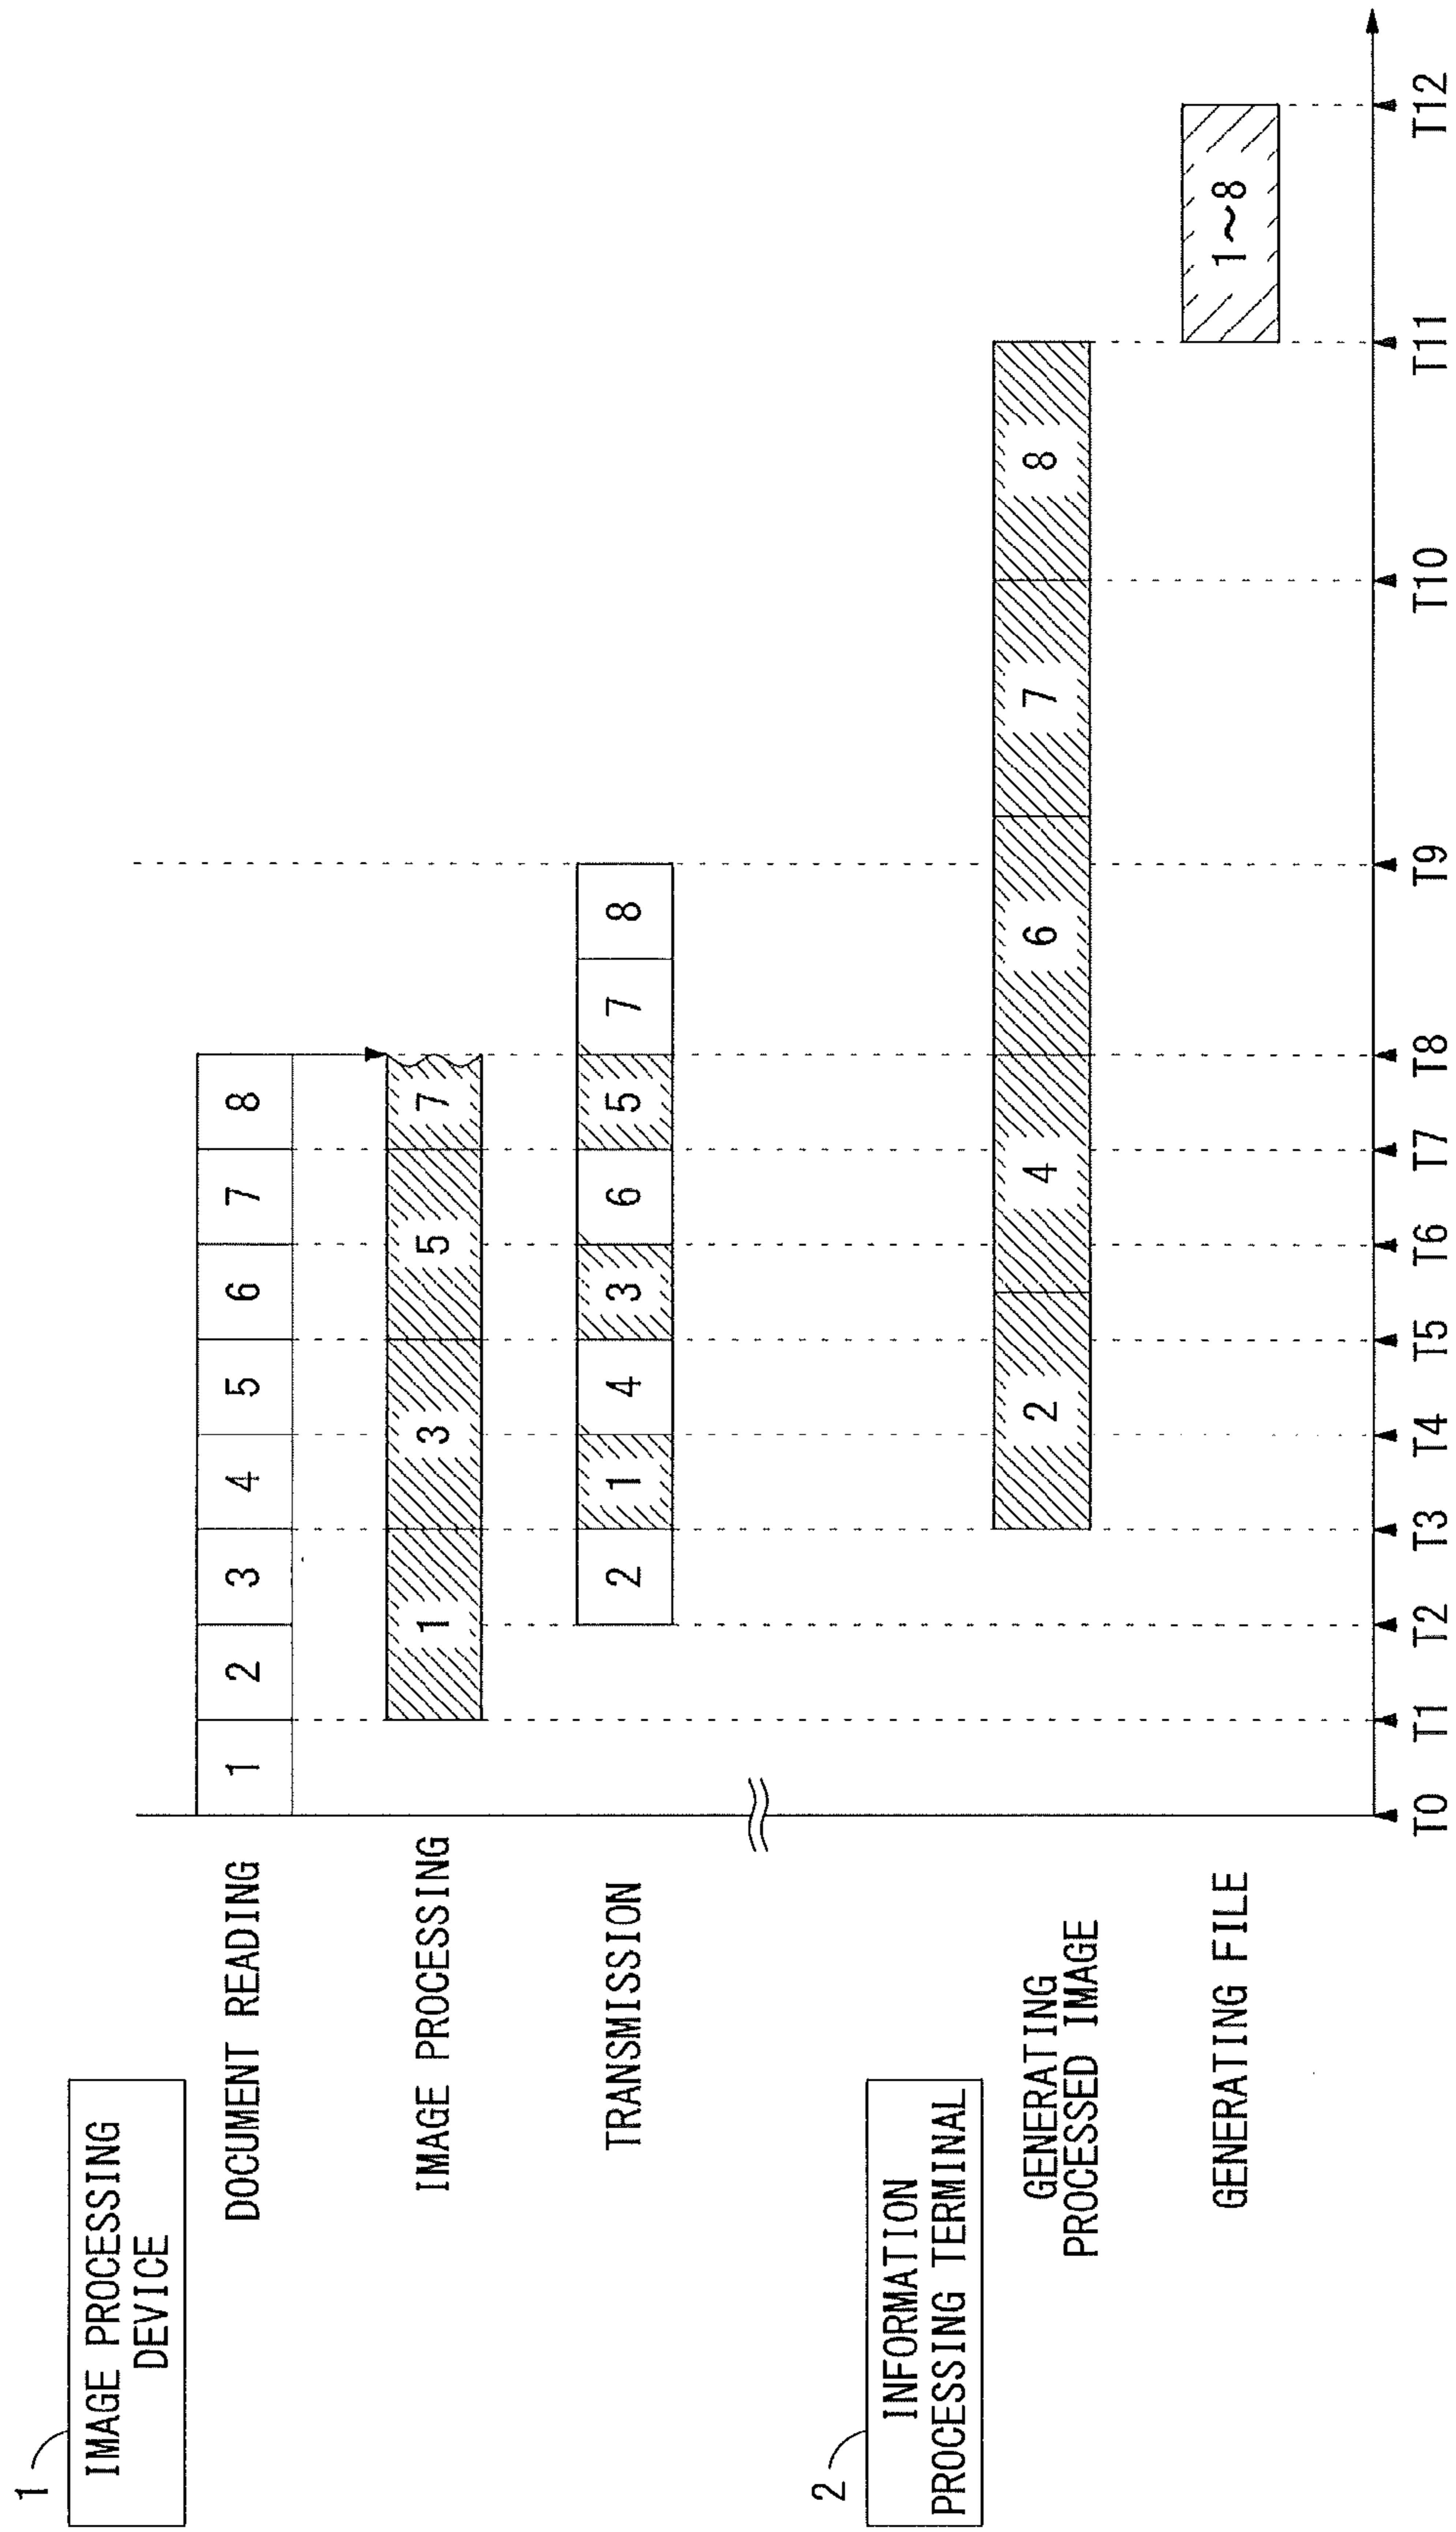 1
IMAGE PROCESSING
DEVICE
DOCUMENT READING
1 2 3 4 5 6 7 8
IMAGE PROCESSING
1 3 5 7
TRANSMISSION
2 1 4 3 6 5 7 8
2
INFORMATION
PROCESSING TERMINAL
GENERATING
PROCESSED IMAGE
2 4 6 7 8
GENERATING FILE
1~8
T0 T1 T2 T3 T4 T5 T6 T7 T8 T9 T10 T11 T12